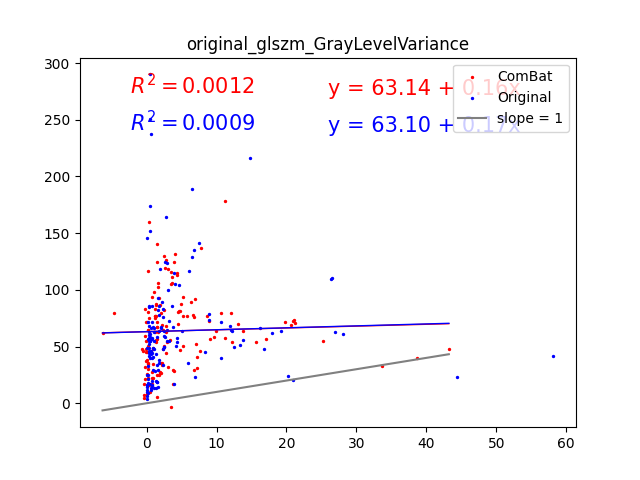 original_glszm_GrayLevelVariance
R² = 0.0012
y = 63.14 + 0.16x
R² = 0.0009
y = 63.10 + 0.17x
ComBat
Original
slope = 1
300
250
200
150
100
50
0
0 10 20 30 40 50 60